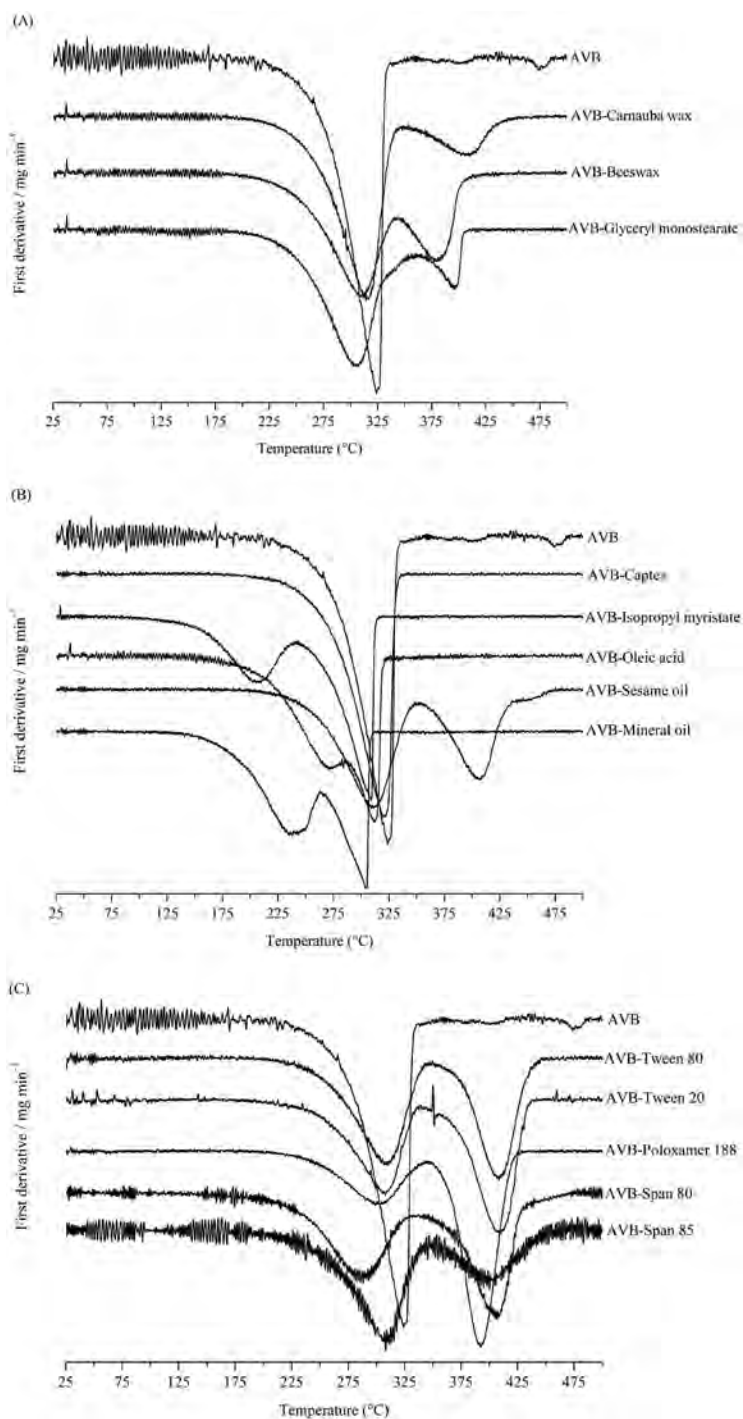 (A)
AVB
AVB-Carnauba wax
AVB-Beeswax
AVB-Glyceryl monostearate
First derivative / mg min⁻¹
25 75 125 175 225 275 325 375 425 475
Temperature (°C)
(B)
AVB
AVB-Captex
AVB-Isopropyl myristate
AVB-Oleic acid
AVB-Sesame oil
AVB-Mineral oil
First derivative / mg min⁻¹
25 75 125 175 225 275 325 375 425 475
Temperature (°C)
(C)
AVB
AVB-Tween 80
AVB-Tween 20
AVB-Poloxamer 188
AVB-Span 80
AVB-Span 85
First derivative / mg min⁻¹
25 75 125 175 225 275 325 375 425 475
Temperature (°C)